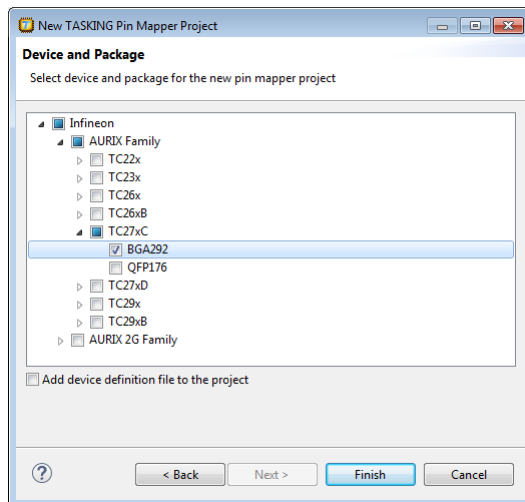 New TASKING Pin Mapper Project
Device and Package
Select device and package for the new pin mapper project
Infineon
AURIX Family
TC22x
TC23x
TC26x
TC26xB
TC27xC
BGA292
QFP176
TC27xD
TC29x
TC29xB
AURIX 2G Family
Add device definition file to the project
? < Back Next > Finish Cancel